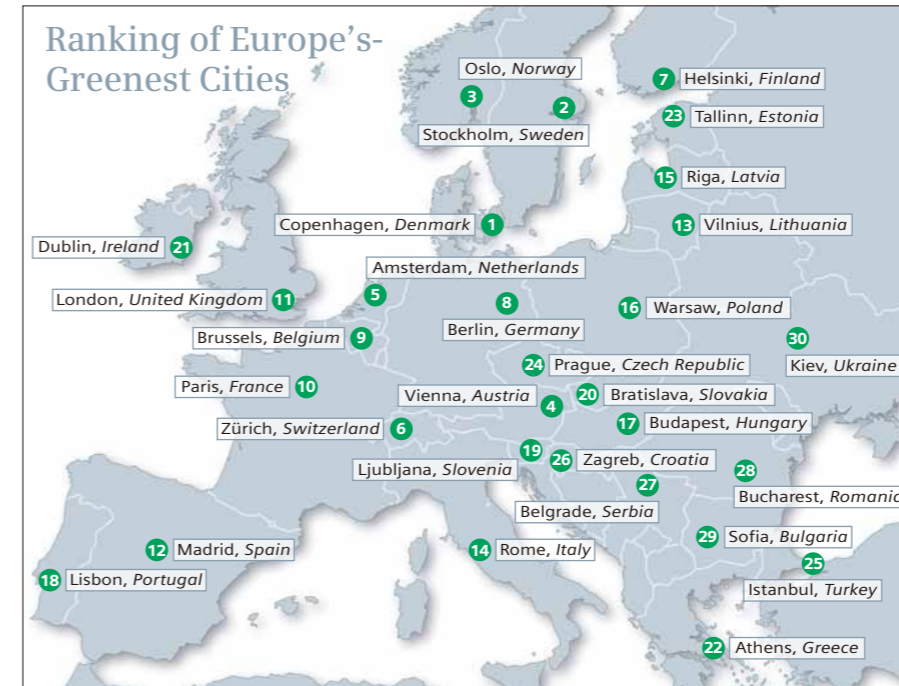 Ranking of Europe's-
Greenest Cities
Oslo, Norway
3
2
Stockholm, Sweden
7 Helsinki, Finland
23 Tallinn, Estonia
15 Riga, Latvia
13 Vilnius, Lithuania
Copenhagen, Denmark 1
Dublin, Ireland 21
Amsterdam, Netherlands
5
London, United Kingdom 11
8
Berlin, Germany
16 Warsaw, Poland
Brussels, Belgium 9
30
Kiev, Ukraine
24 Prague, Czech Republic
Paris, France 10
Vienna, Austria
4
20 Bratislava, Slovakia
17 Budapest, Hungary
Zürich, Switzerland 6
19
Ljubljana, Slovenia
26 Zagreb, Croatia
27
Belgrade, Serbia
28
Bucharest, Romania
29 Sofia, Bulgaria
12 Madrid, Spain
14 Rome, Italy
25
Istanbul, Turkey
18 Lisbon, Portugal
22 Athens, Greece